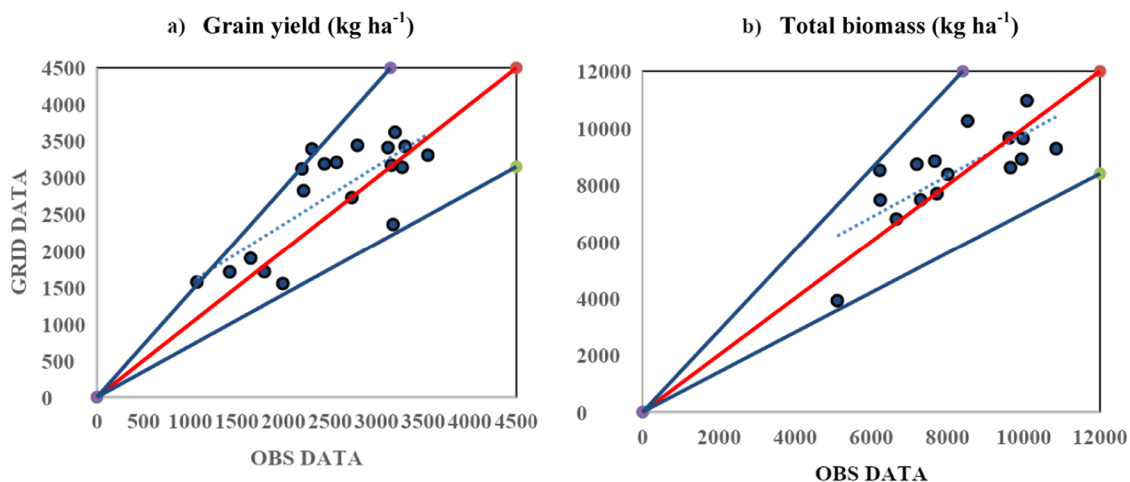 a) Grain yield (kg ha⁻¹)
4500
4000
3500
3000
2500
2000
1500
1000
500
0
GRID DATA
0 500 1000 1500 2000 2500 3000 3500 4000 4500
OBS DATA
b) Total biomass (kg ha⁻¹)
12000
10000
8000
6000
4000
2000
0
0 2000 4000 6000 8000 10000 12000
OBS DATA